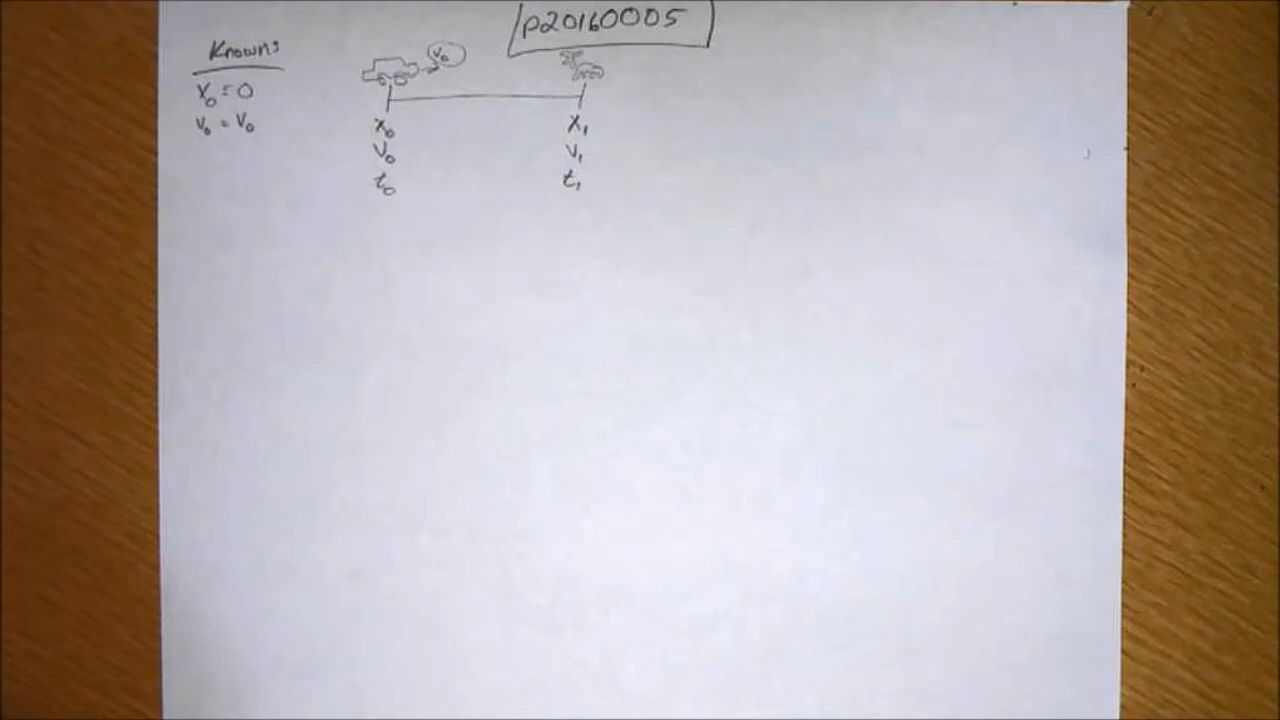 p20160005
Knowns
x₀ = 0
v₀ = v₀
v₀
x₀
v₀
t₀
x₁
v₁
t₁